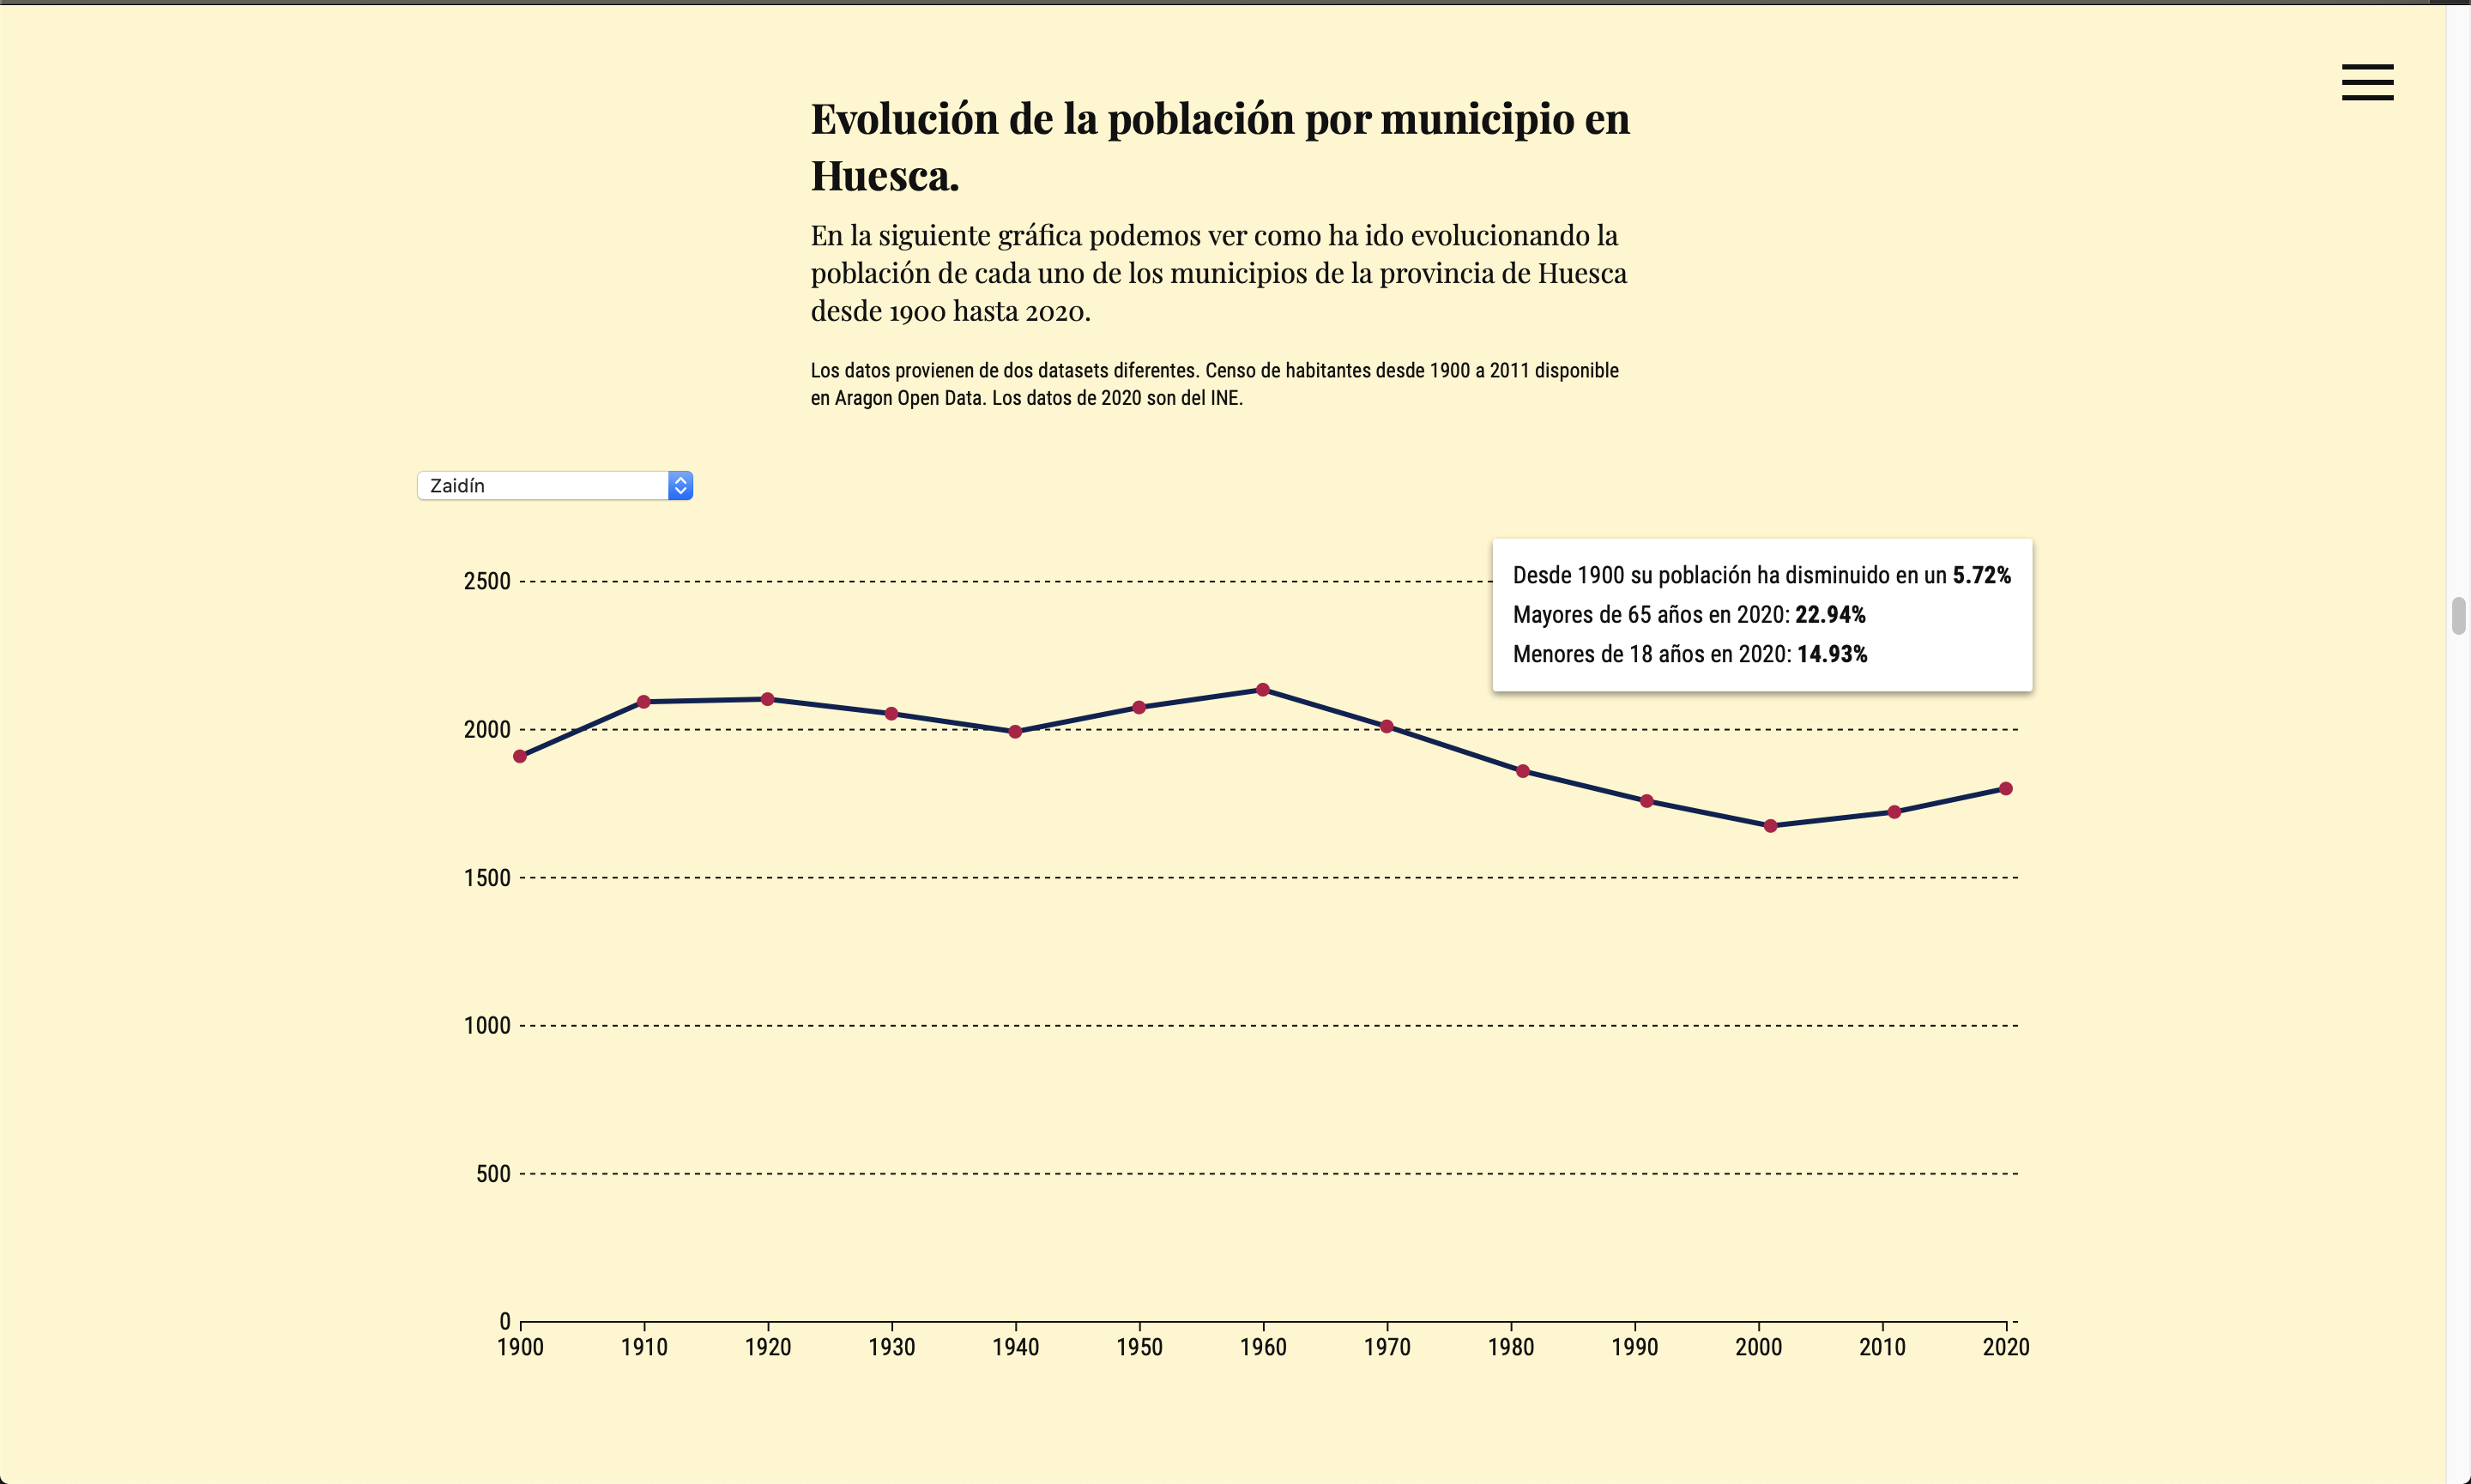 Evolución de la población por municipio en
Huesca.
En la siguiente gráfica podemos ver como ha ido evolucionando la
población de cada uno de los municipios de la provincia de Huesca
desde 1900 hasta 2020.
Los datos provienen de dos datasets diferentes. Censo de habitantes desde 1900 a 2011 disponible
en Aragon Open Data. Los datos de 2020 son del INE.
Zaidín
Desde 1900 su población ha disminuido en un 5.72%
Mayores de 65 años en 2020: 22.94%
Menores de 18 años en 2020: 14.93%
2500
2000
1500
1000
500
0
1900 1910 1920 1930 1940 1950 1960 1970 1980 1990 2000 2010 2020